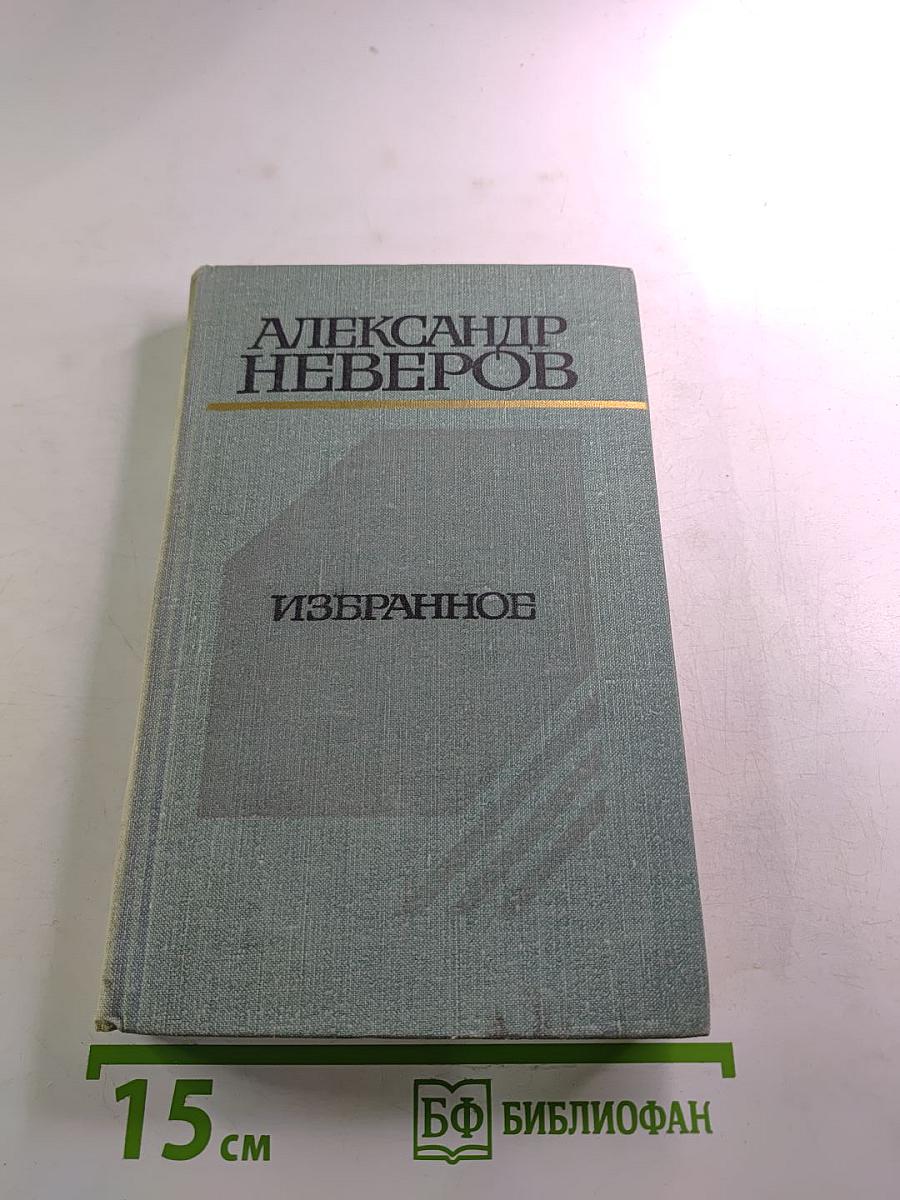 АЛЕКСАНДР
НЕВЕРОВ
ИЗБРАННОЕ
15 см
БФ БИБЛИОФАН